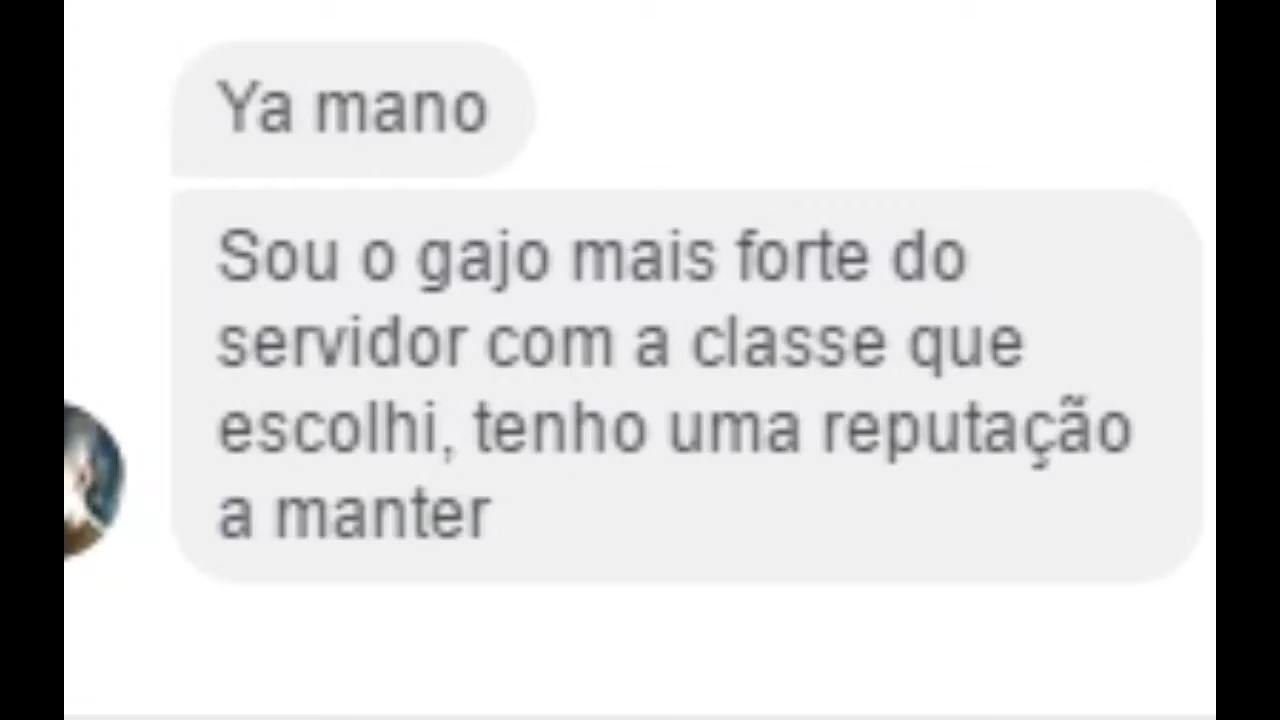 Ya mano
Sou o gajo mais forte do
servidor com a classe que
escolhi, tenho uma reputação
a manter